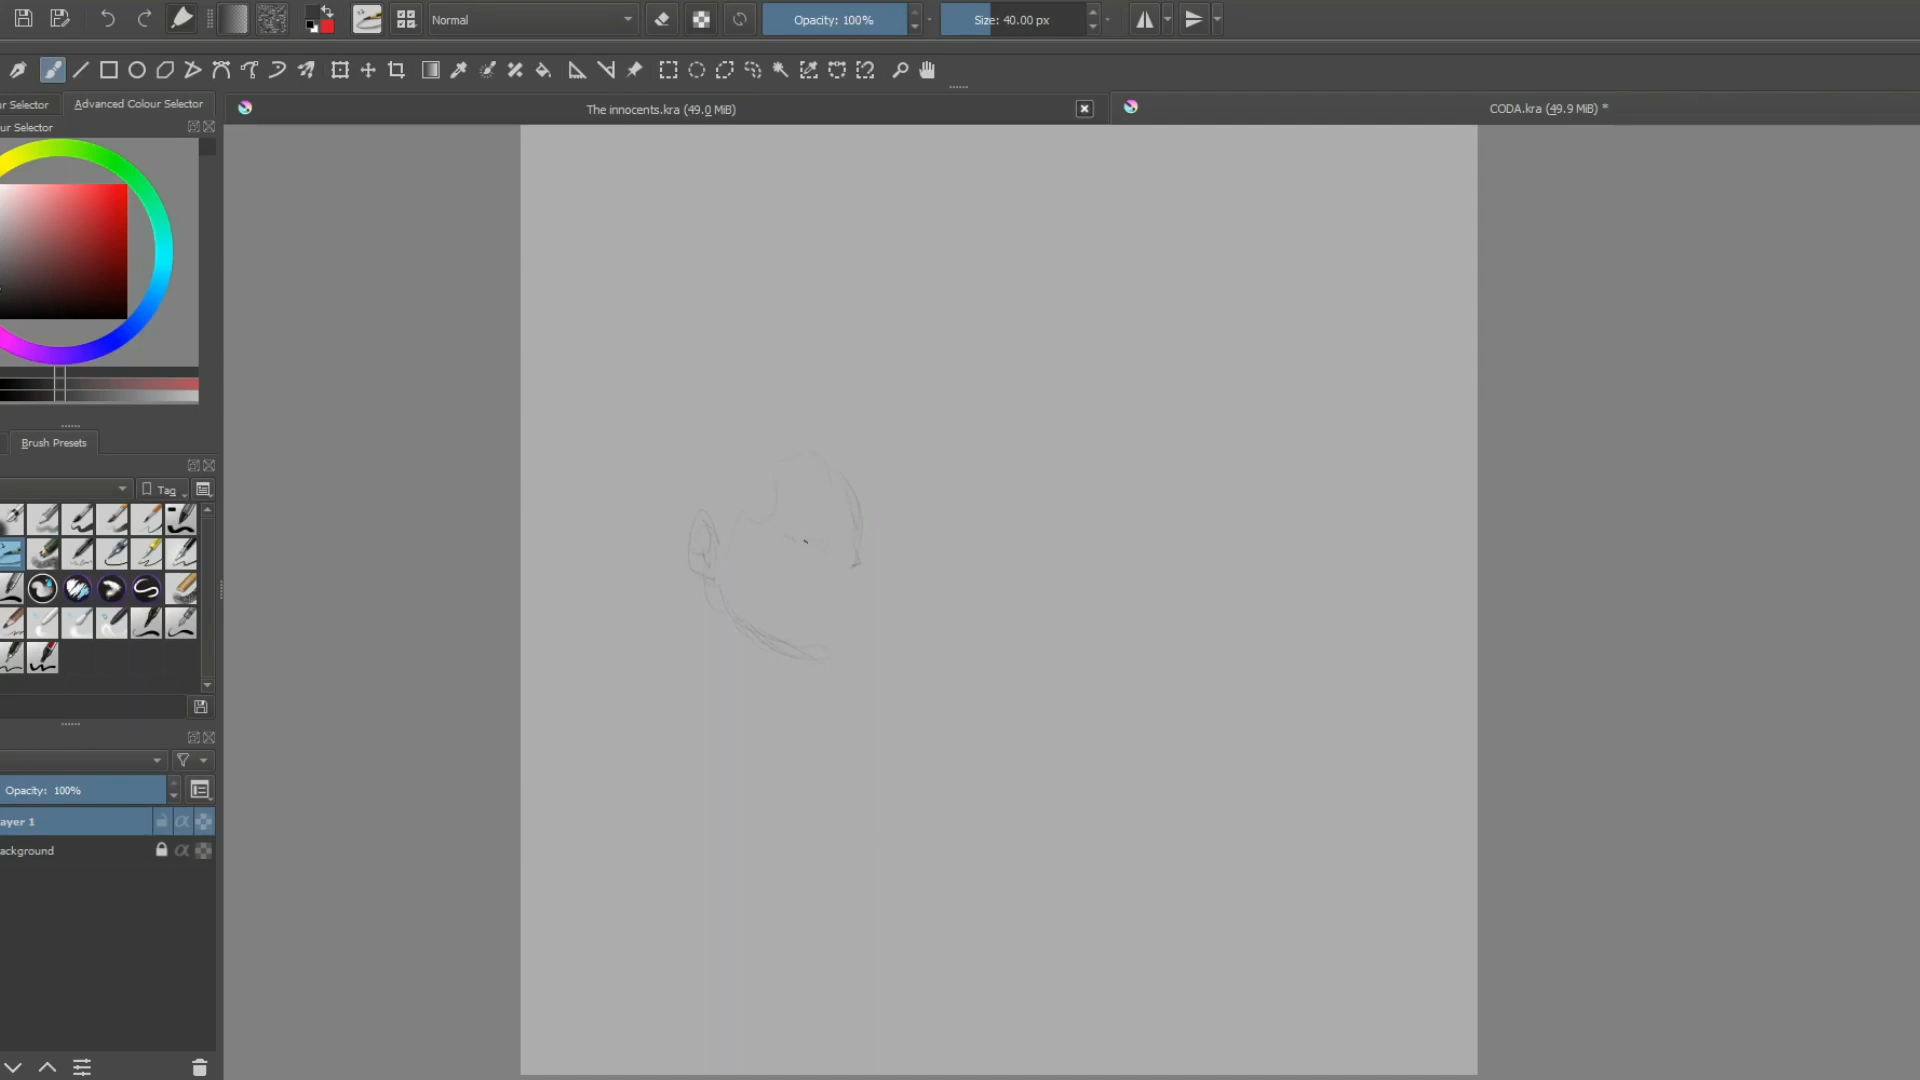 Normal
Opacity: 100%
Size: 40.00 px
ur Selector
Advanced Colour Selector
The innocents.kra (49.0 MiB)
CODA.kra (49.9 MiB) *
ur Selector
Brush Presets
Tag
Opacity: 100%
ayer 1
ackground